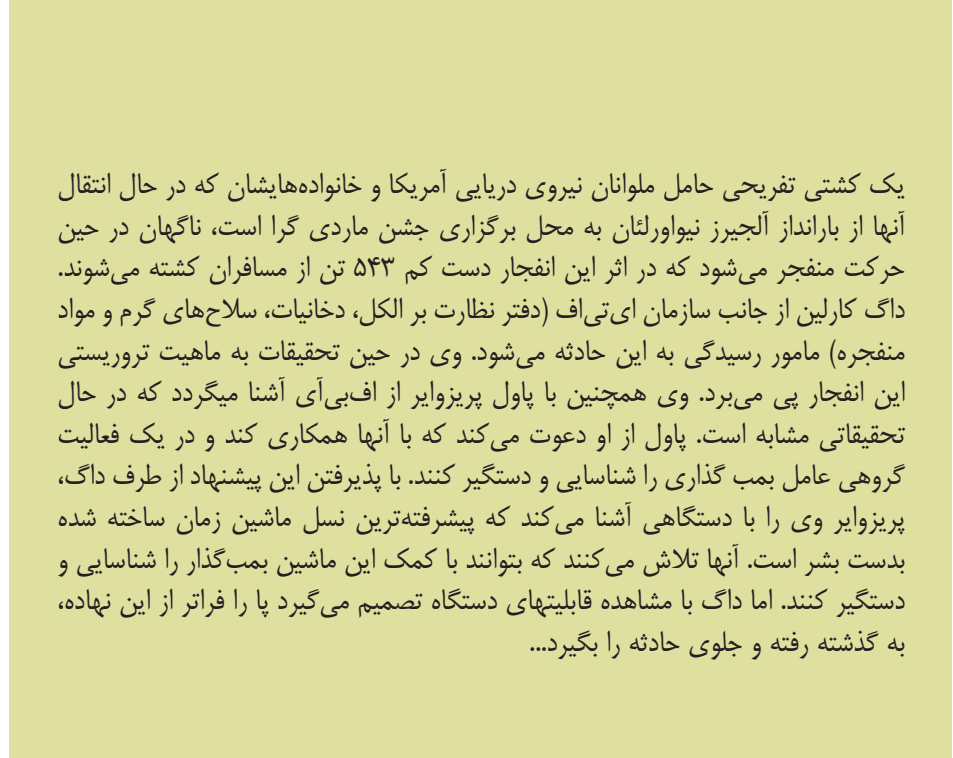 یک کشتی تفریحی حامل ملوانان نیروی دریایی آمریکا و خانواده‌هایشان که در حال انتقال
آنها از بارانداز آلجیرز نیواورلئان به محل برگزاری جشن ماردی گرا است، ناگهان در حین
حرکت منفجر می‌شود که در اثر این انفجار دست کم ۵۴۳ تن از مسافران کشته می‌شوند.
داگ کارلین از جانب سازمان ای‌تی‌اف (دفتر نظارت بر الکل، دخانیات، سلاح‌های گرم و مواد
منفجره) مامور رسیدگی به این حادثه می‌شود. وی در حین تحقیقات به ماهیت تروریستی
این انفجار پی می‌برد. وی همچنین با پاول پریزوایر از اف‌بی‌آی آشنا میگردد که در حال
تحقیقاتی مشابه است. پاول از او دعوت می‌کند که با آنها همکاری کند و در یک فعالیت
گروهی عامل بمب گذاری را شناسایی و دستگیر کنند. با پذیرفتن این پیشنهاد از طرف داگ،
پریزوایر وی را با دستگاهی آشنا می‌کند که پیشرفته‌ترین نسل ماشین زمان ساخته شده
بدست بشر است. آنها تلاش می‌کنند که بتوانند با کمک این ماشین بمب‌گذار را شناسایی و
دستگیر کنند. اما داگ با مشاهده قابلیتهای دستگاه تصمیم می‌گیرد پا را فراتر از این نهاده،
به گذشته رفته و جلوی حادثه را بگیرد...